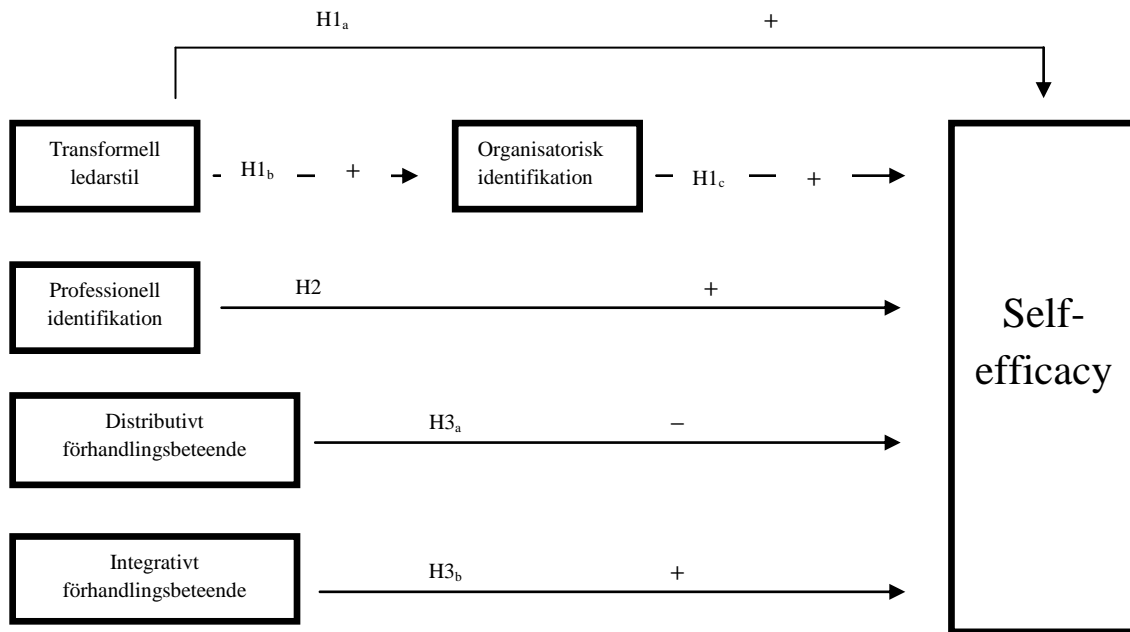 H1a +
Transformell
ledarstil
H1b +
Organisatorisk
identifikation
H1c +
Professionell
identifikation
H2 +
Distributivt
förhandlingsbeteende
H3a −
Integrativt
förhandlingsbeteende
H3b +
Self-
efficacy